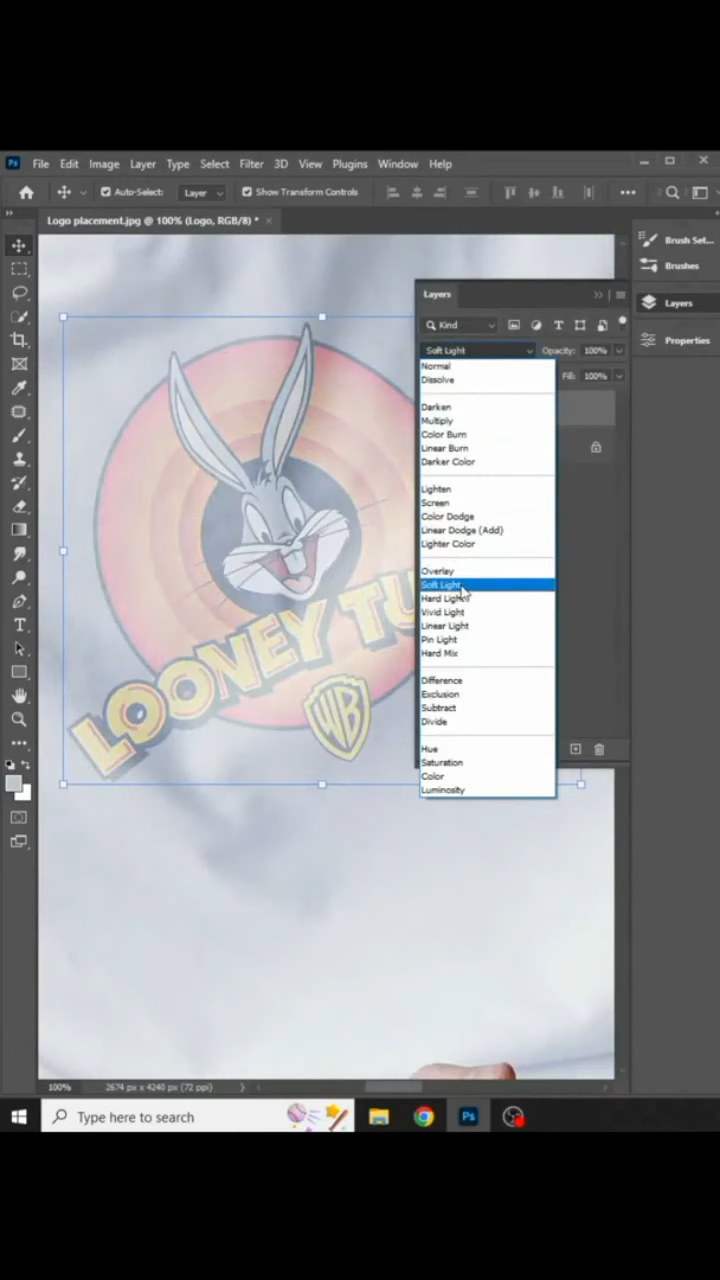 Ps File Edit Image Layer Type Select Filter 3D View Plugins Window Help
Auto-Select: Layer Show Transform Controls
Logo placement.jpg @ 100% (Logo, RGB/8) *
Brush Set...
Brushes
Layers
Properties
Layers
Kind
Soft Light Opacity: 100%
Fill: 100%
Normal
Dissolve
Darken
Multiply
Color Burn
Linear Burn
Darker Color
Lighten
Screen
Color Dodge
Linear Dodge (Add)
Lighter Color
Overlay
Soft Light
Hard Light
Vivid Light
Linear Light
Pin Light
Hard Mix
Difference
Exclusion
Subtract
Divide
Hue
Saturation
Color
Luminosity
LOONEY TU
WB
100% 2674 px x 4240 px (72 ppi)
Type here to search
Ps